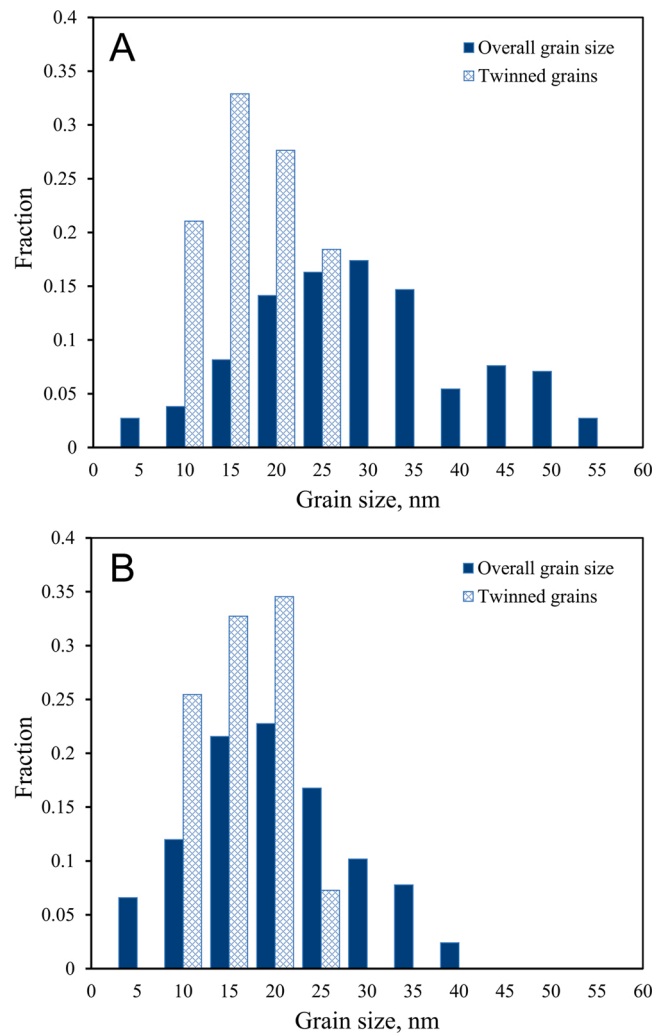 A
Overall grain size
Twinned grains
Fraction
0.4
0.35
0.3
0.25
0.2
0.15
0.1
0.05
0
0 5 10 15 20 25 30 35 40 45 50 55 60
Grain size, nm
B
Overall grain size
Twinned grains
Fraction
0.4
0.35
0.3
0.25
0.2
0.15
0.1
0.05
0
0 5 10 15 20 25 30 35 40 45 50 55 60
Grain size, nm